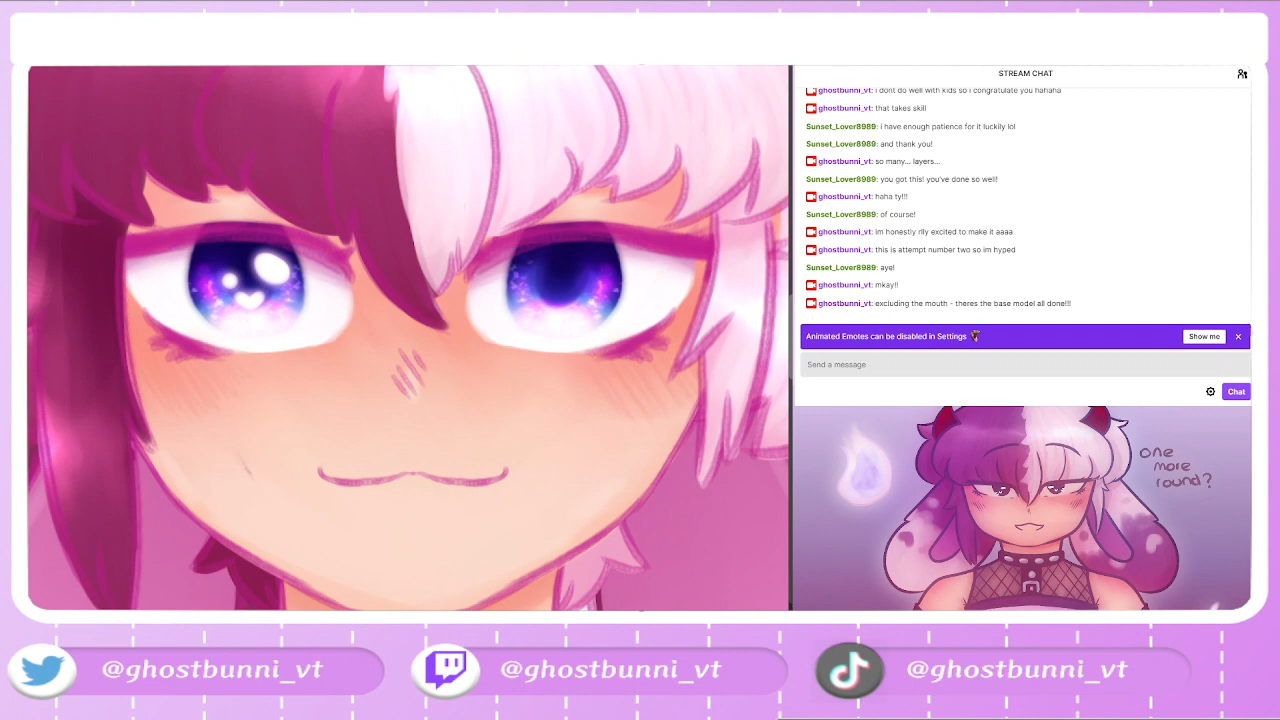 STREAM CHAT
ghostbunni_vt: i dont do well with kids so i congratulate you hahaha
ghostbunni_vt: that takes skill
Sunset_Lover8989: i have enough patience for it luckily lol
Sunset_Lover8989: and thank you!
ghostbunni_vt: so many... layers...
Sunset_Lover8989: you got this! you've done so well!
ghostbunni_vt: haha ty!!!
Sunset_Lover8989: of course!
ghostbunni_vt: im honestly rlly excited to make it aaaa
ghostbunni_vt: this is attempt number two so im hyped
Sunset_Lover8989: aye!
ghostbunni_vt: mkay!!
ghostbunni_vt: excluding the mouth - theres the base model all done!!!
Animated Emotes can be disabled in Settings
Show me
Send a message
Chat
one
more
round?
@ghostbunni_vt
@ghostbunni_vt
@ghostbunni_vt